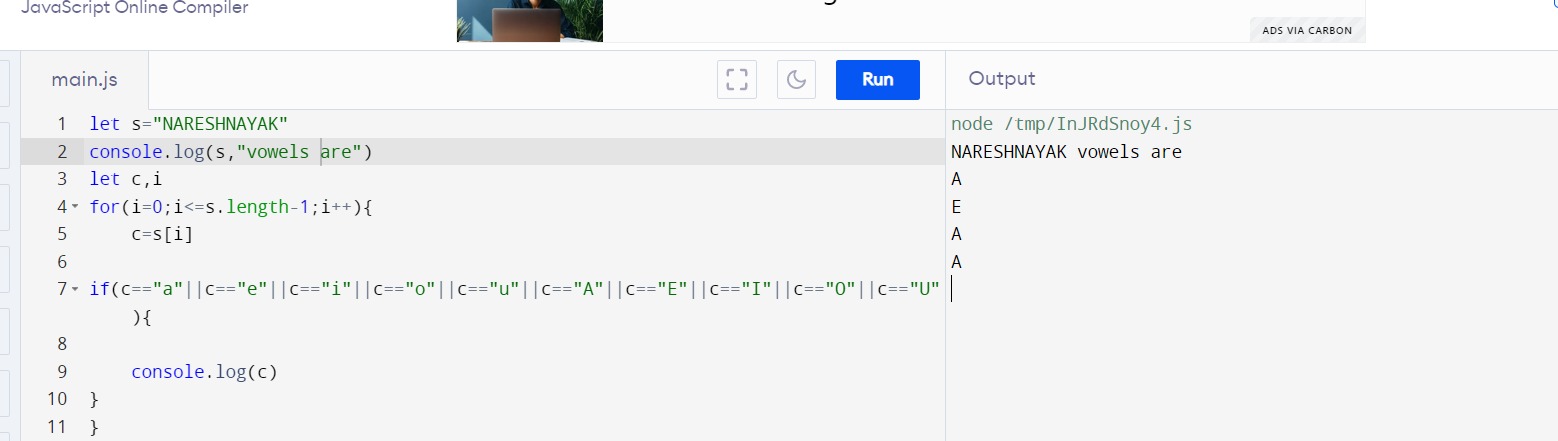 JavaScript Online Compiler
ADS VIA CARBON
main.js
Run
Output
1 let s="NARESHNAYAK"
2 console.log(s,"vowels are")
3 let c,i
4 for(i=0;i<=s.length-1;i++){
5 c=s[i]
6
7 if(c=="a"||c=="e"||c=="i"||c=="o"||c=="u"||c=="A"||c=="E"||c=="I"||c=="O"||c=="U"
){
8
9 console.log(c)
10 }
11 }
node /tmp/InJRdSnoy4.js
NARESHNAYAK vowels are
A
E
A
A